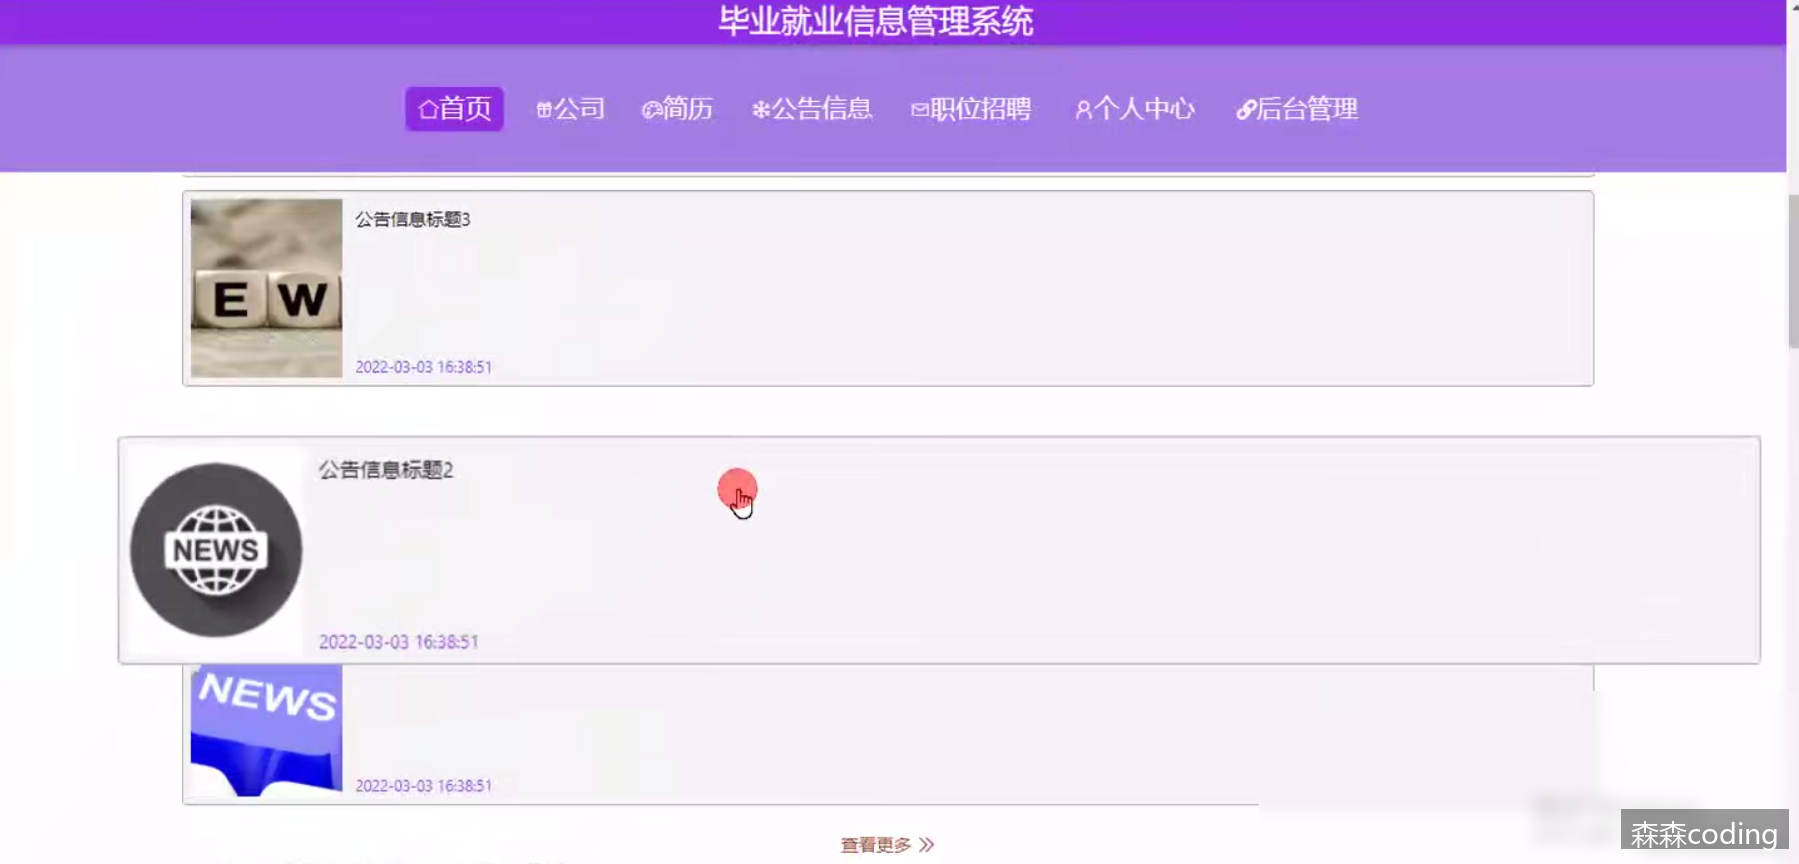 毕业就业信息管理系统
首页 公司 简历 公告信息 职位招聘 个人中心 后台管理
公告信息标题3
E W
2022-03-03 16:38:51
公告信息标题2
NEWS
2022-03-03 16:38:51
NEWS
2022-03-03 16:38:51
查看更多
森森coding